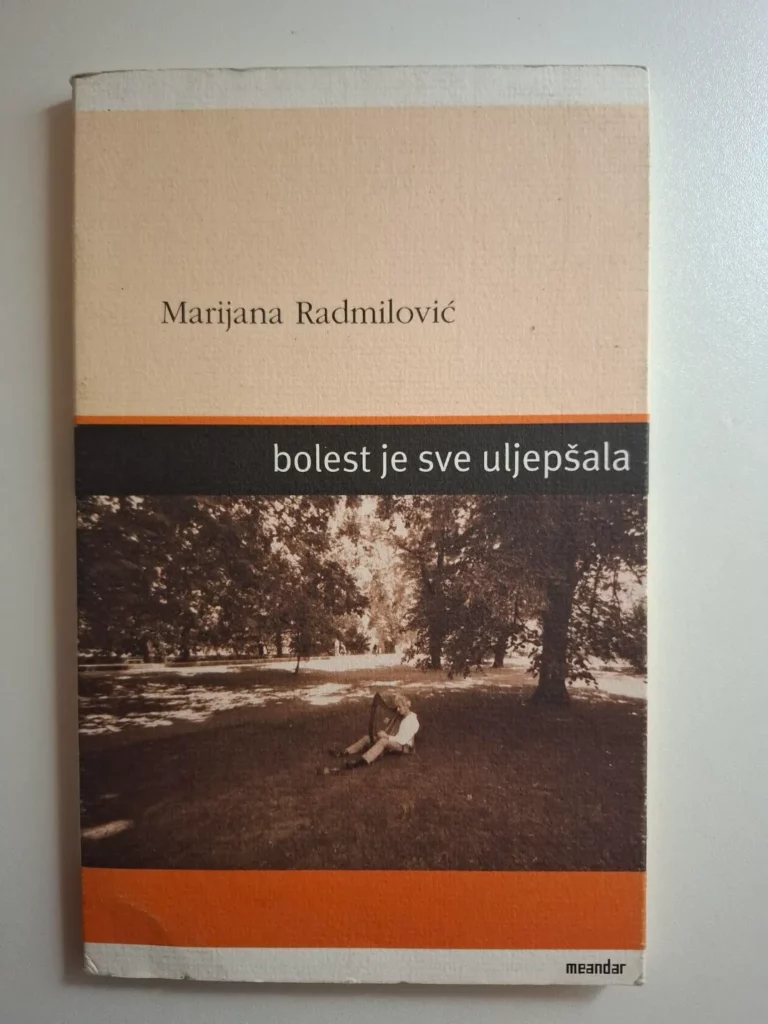 Marijana Radmilović
bolest je sve uljepšala
meandar